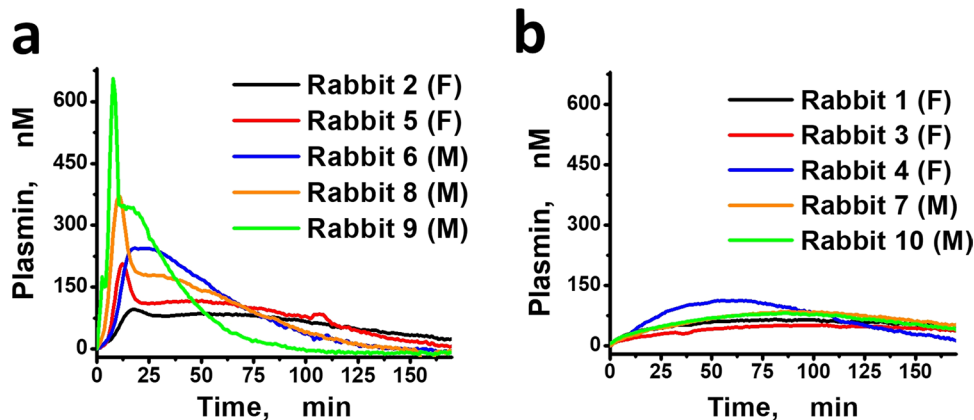 a
Plasmin, nM
600
450
300
150
0
Rabbit 2 (F)
Rabbit 5 (F)
Rabbit 6 (M)
Rabbit 8 (M)
Rabbit 9 (M)
0 25 50 75 100 125 150
Time, min
b
Plasmin, nM
600
450
300
150
0
Rabbit 1 (F)
Rabbit 3 (F)
Rabbit 4 (F)
Rabbit 7 (M)
Rabbit 10 (M)
0 25 50 75 100 125 150
Time, min